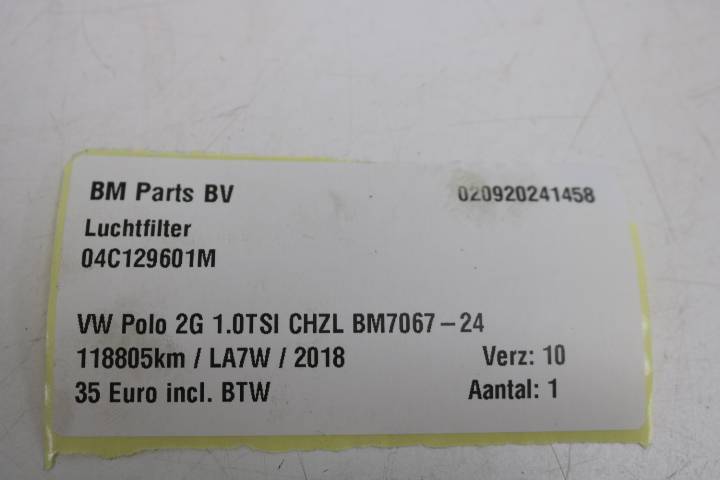 BM Parts BV 020920241458
Luchtfilter
04C129601M
VW Polo 2G 1.0TSI CHZL BM7067-24
118805km / LA7W / 2018 Verz: 10
35 Euro incl. BTW Aantal: 1